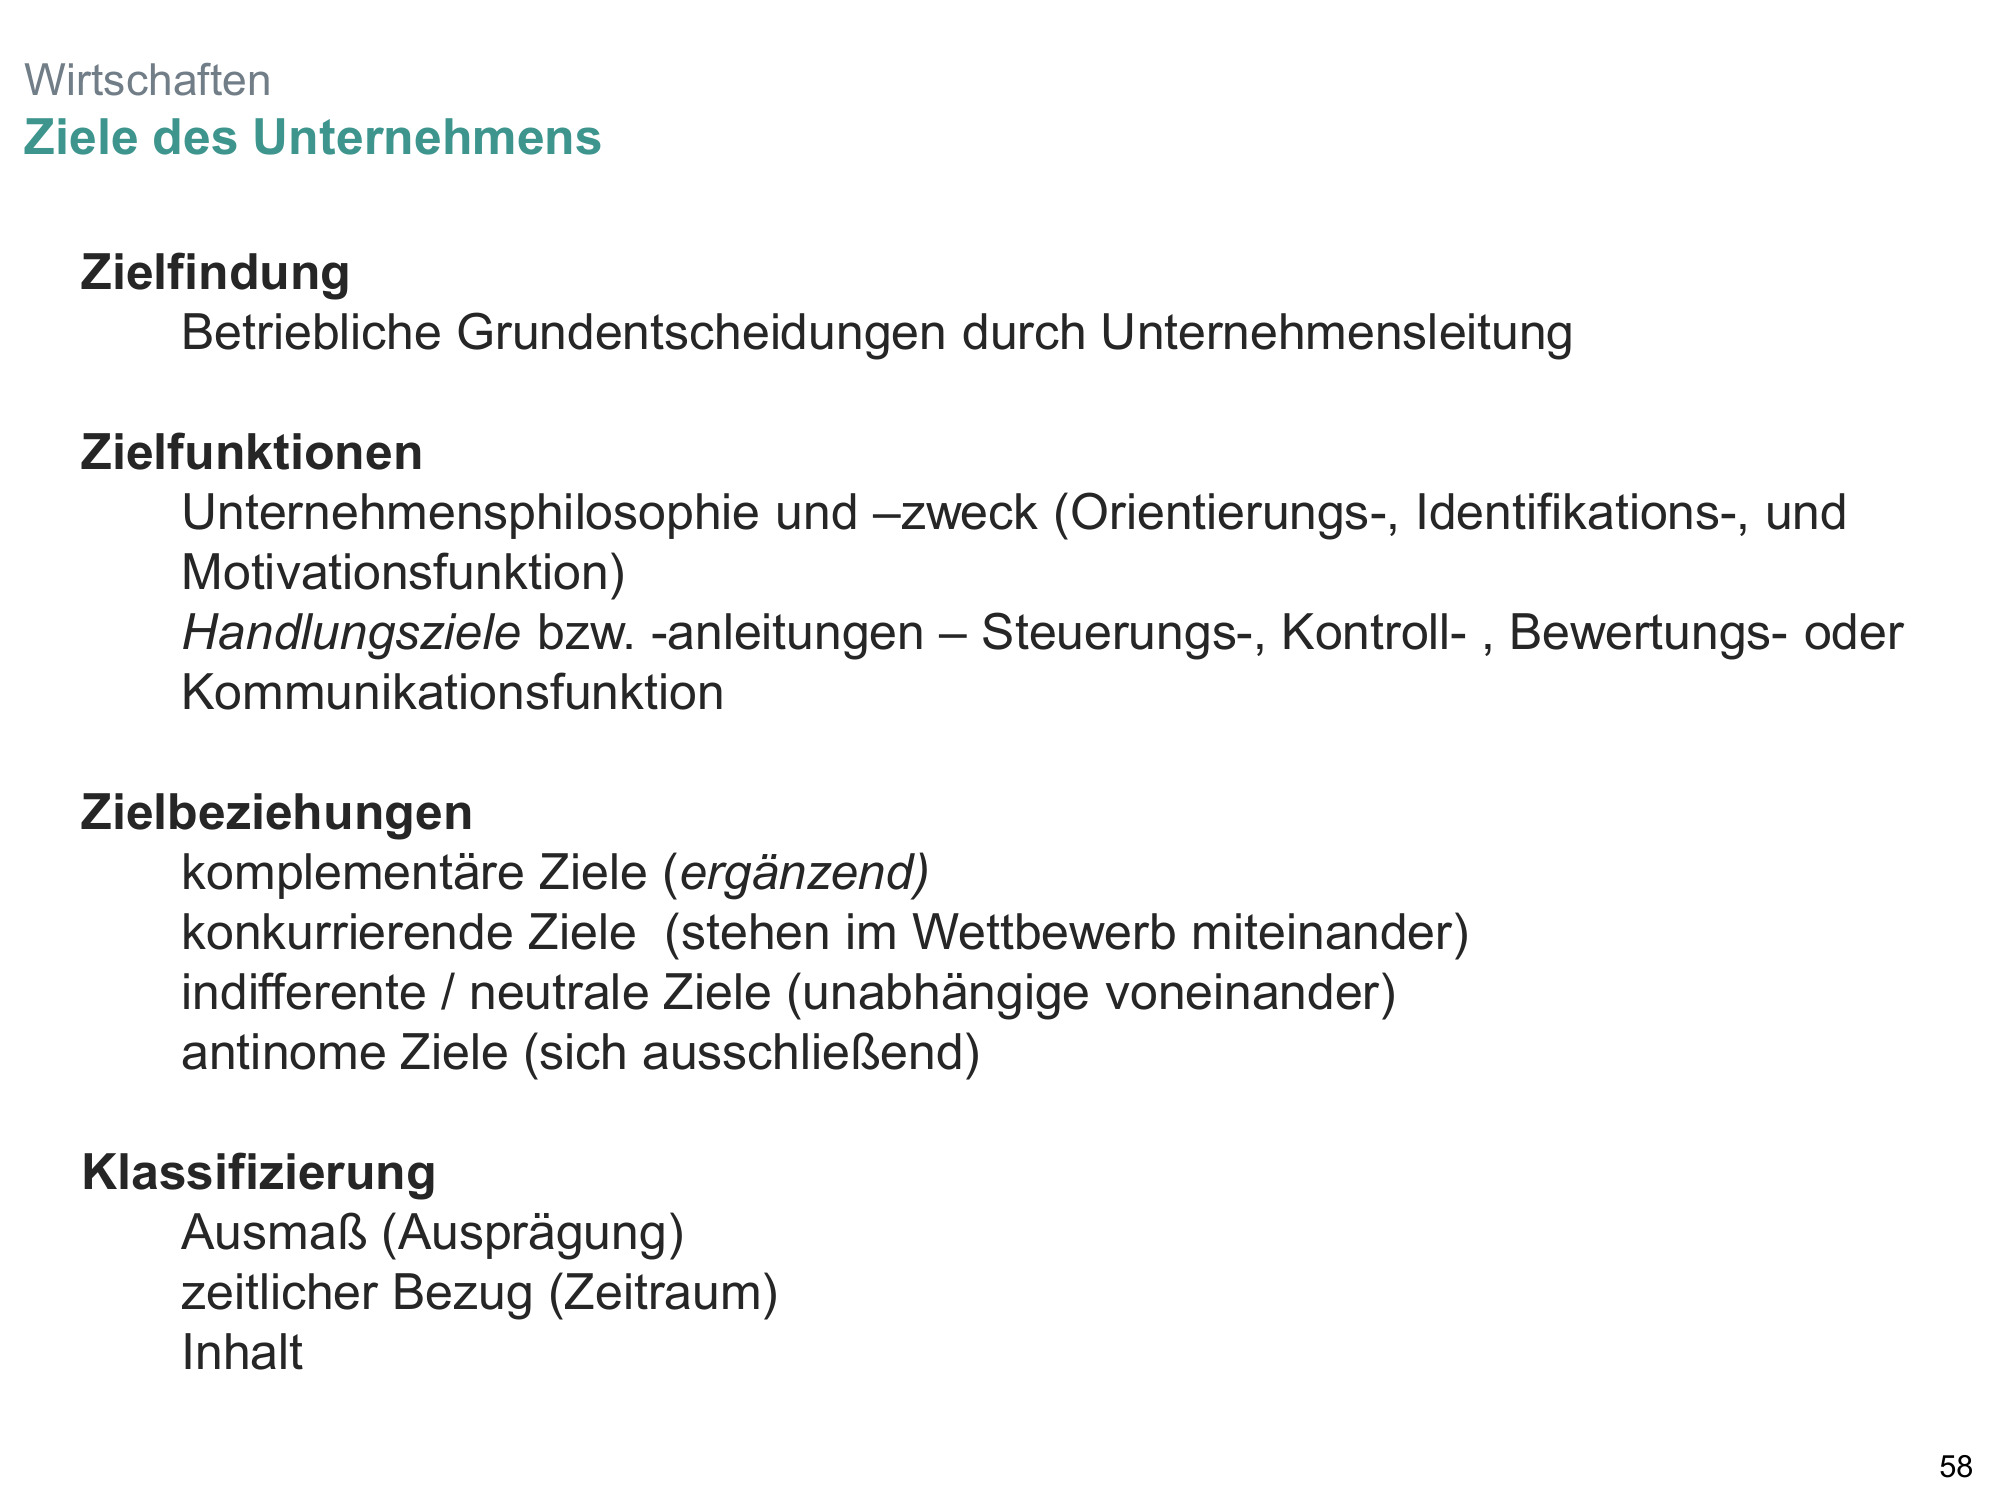 Wirtschaften
Ziele des Unternehmens
Zielfindung
Betriebliche Grundentscheidungen durch Unternehmensleitung
Zielfunktionen
Unternehmensphilosophie und –zweck (Orientierungs-, Identifikations-, und
Motivationsfunktion)
Handlungsziele bzw. -anleitungen – Steuerungs-, Kontroll- , Bewertungs- oder
Kommunikationsfunktion
Zielbeziehungen
komplementäre Ziele (ergänzend)
konkurrierende Ziele  (stehen im Wettbewerb miteinander)
indifferente / neutrale Ziele (unabhängige voneinander)
antinome Ziele (sich ausschließend)
Klassifizierung
Ausmaß (Ausprägung)
zeitlicher Bezug (Zeitraum)
Inhalt
58